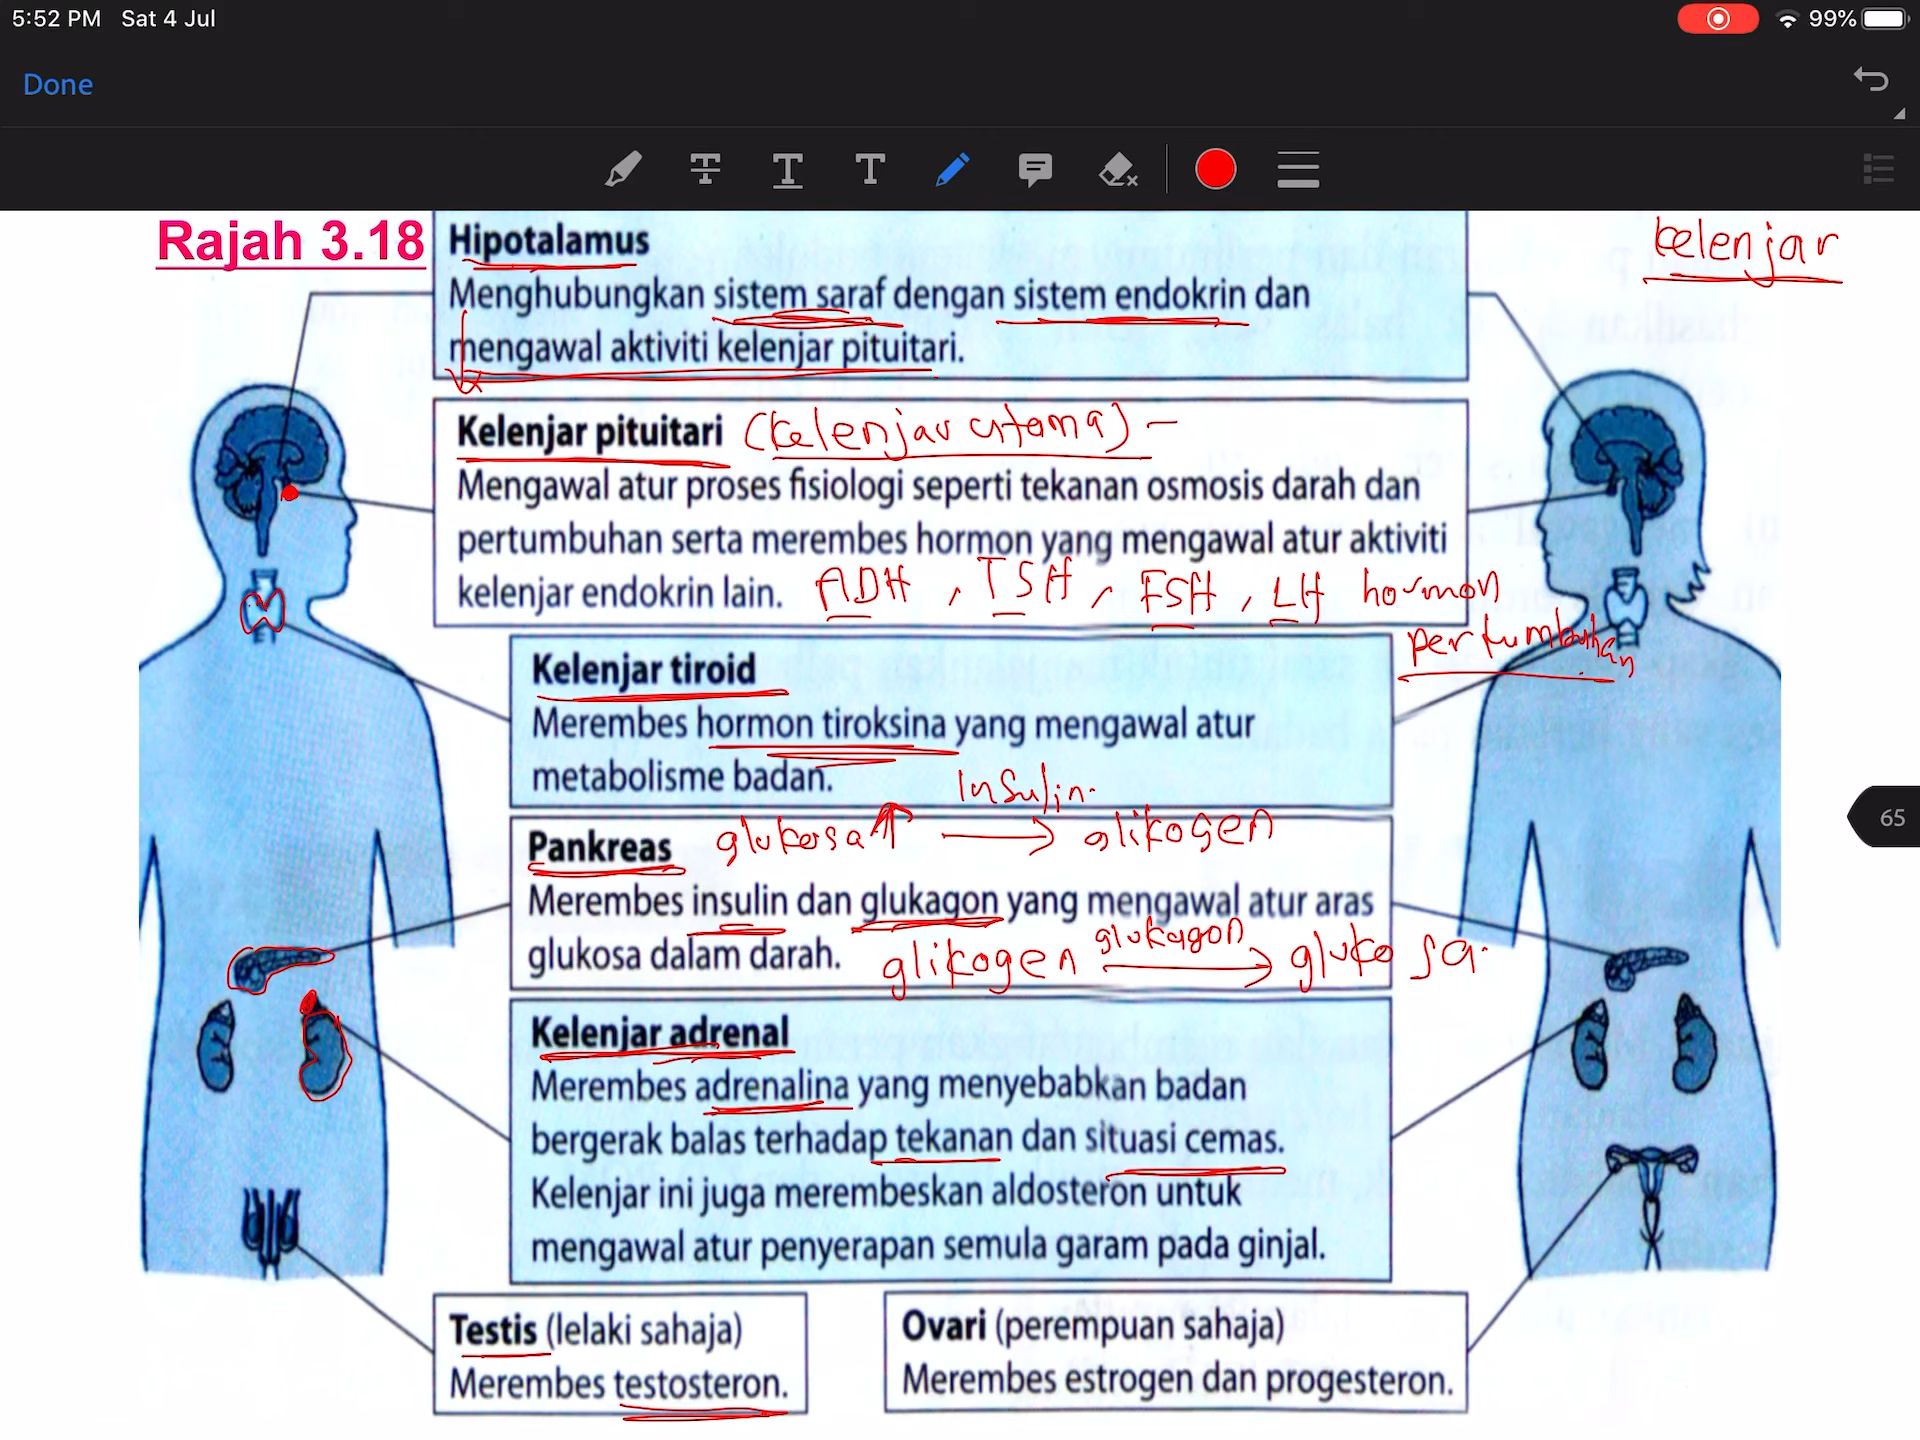 5:52 PM Sat 4 Jul
99%
Done
Rajah 3.18
kelenjar
Hipotalamus
Menghubungkan sistem saraf dengan sistem endokrin dan
mengawal aktiviti kelenjar pituitari.
Kelenjar pituitari (kelenjar utama) –
Mengawal atur proses fisiologi seperti tekanan osmosis darah dan
pertumbuhan serta merembes hormon yang mengawal atur aktiviti
kelenjar endokrin lain. ADH, TSH, FSH, LH hormon
pertumbuhan
Kelenjar tiroid
Merembes hormon tiroksina yang mengawal atur
metabolisme badan.
insulin.
Pankreas glukosa↑ → glikogen
Merembes insulin dan glukagon yang mengawal atur aras
glukagon
glukosa dalam darah. glikogen → glukosa.
65
Kelenjar adrenal
Merembes adrenalina yang menyebabkan badan
bergerak balas terhadap tekanan dan situasi cemas.
Kelenjar ini juga merembeskan aldosteron untuk
mengawal atur penyerapan semula garam pada ginjal.
Testis (lelaki sahaja)
Merembes testosteron.
Ovari (perempuan sahaja)
Merembes estrogen dan progesteron.